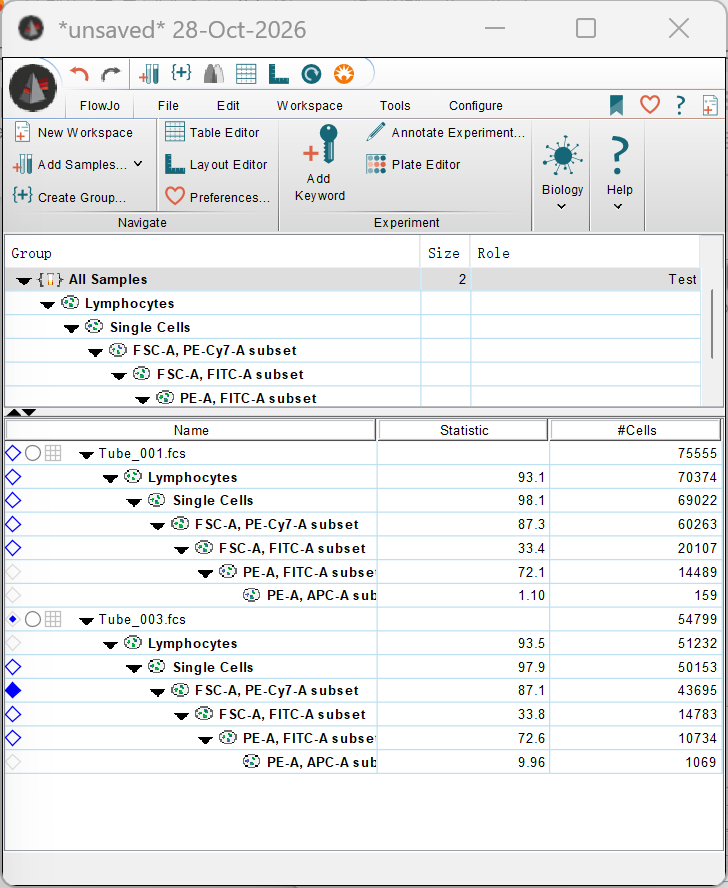 *unsaved* 28-Oct-2026
FlowJo File Edit Workspace Tools Configure ?
New Workspace Table Editor Annotate Experiment...
Add Samples... Layout Editor Add Keyword Plate Editor Biology Help
{+} Create Group... Preferences...
Navigate Experiment
Group Size Role
All Samples 2 Test
Lymphocytes
Single Cells
FSC-A, PE-Cy7-A subset
FSC-A, FITC-A subset
PE-A, FITC-A subset
Name Statistic #Cells
Tube_001.fcs 75555
Lymphocytes 93.1 70374
Single Cells 98.1 69022
FSC-A, PE-Cy7-A subset 87.3 60263
FSC-A, FITC-A subset 33.4 20107
PE-A, FITC-A subse 72.1 14489
PE-A, APC-A sub 1.10 159
Tube_003.fcs 54799
Lymphocytes 93.5 51232
Single Cells 97.9 50153
FSC-A, PE-Cy7-A subset 87.1 43695
FSC-A, FITC-A subset 33.8 14783
PE-A, FITC-A subse 72.6 10734
PE-A, APC-A sub 9.96 1069